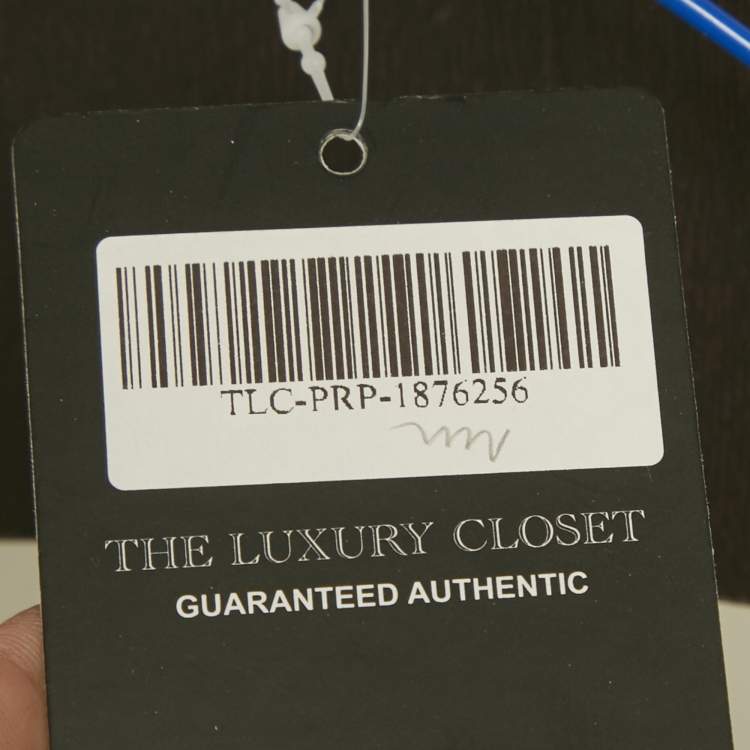 TLC-PRP-1876256
THE LUXURY CLOSET
GUARANTEED AUTHENTIC